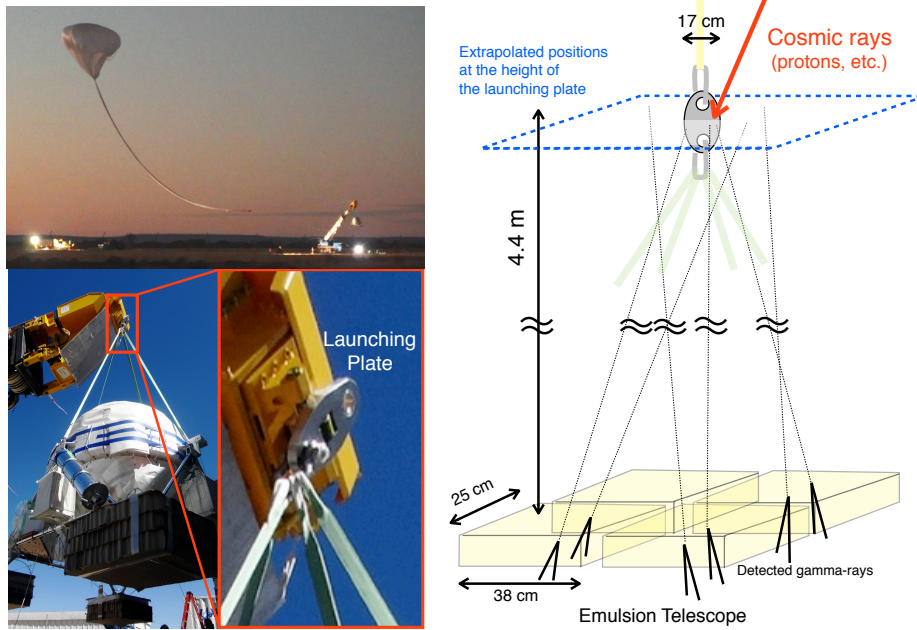 Launching
Plate
17 cm
Cosmic rays
(protons, etc.)
Extrapolated positions
at the height of
the launching plate
4.4 m
25 cm
38 cm
Detected gamma-rays
Emulsion Telescope